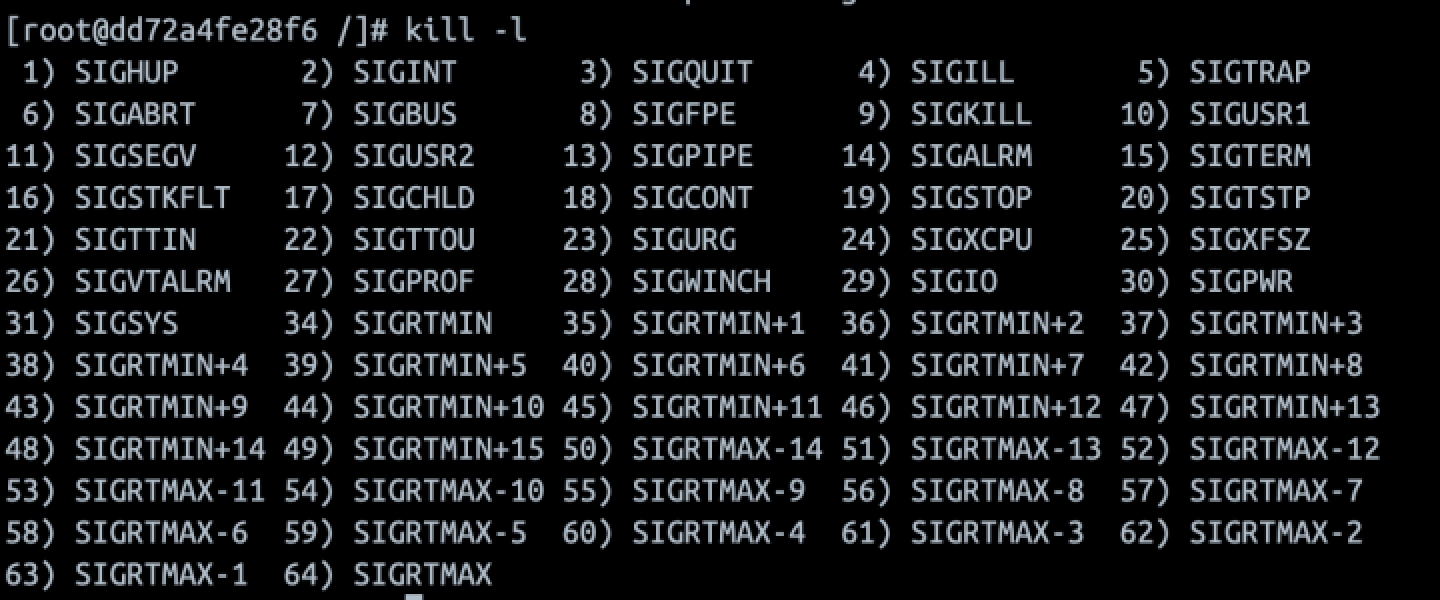 [root@dd72a4fe28f6 /]# kill -l
 1) SIGHUP       2) SIGINT       3) SIGQUIT      4) SIGILL       5) SIGTRAP
 6) SIGABRT      7) SIGBUS       8) SIGFPE       9) SIGKILL     10) SIGUSR1
11) SIGSEGV     12) SIGUSR2     13) SIGPIPE     14) SIGALRM     15) SIGTERM
16) SIGSTKFLT   17) SIGCHLD     18) SIGCONT     19) SIGSTOP     20) SIGTSTP
21) SIGTTIN     22) SIGTTOU     23) SIGURG      24) SIGXCPU     25) SIGXFSZ
26) SIGVTALRM   27) SIGPROF     28) SIGWINCH    29) SIGIO       30) SIGPWR
31) SIGSYS      34) SIGRTMIN    35) SIGRTMIN+1  36) SIGRTMIN+2  37) SIGRTMIN+3
38) SIGRTMIN+4  39) SIGRTMIN+5  40) SIGRTMIN+6  41) SIGRTMIN+7  42) SIGRTMIN+8
43) SIGRTMIN+9  44) SIGRTMIN+10 45) SIGRTMIN+11 46) SIGRTMIN+12 47) SIGRTMIN+13
48) SIGRTMIN+14 49) SIGRTMIN+15 50) SIGRTMAX-14 51) SIGRTMAX-13 52) SIGRTMAX-12
53) SIGRTMAX-11 54) SIGRTMAX-10 55) SIGRTMAX-9  56) SIGRTMAX-8  57) SIGRTMAX-7
58) SIGRTMAX-6  59) SIGRTMAX-5  60) SIGRTMAX-4  61) SIGRTMAX-3  62) SIGRTMAX-2
63) SIGRTMAX-1  64) SIGRTMAX